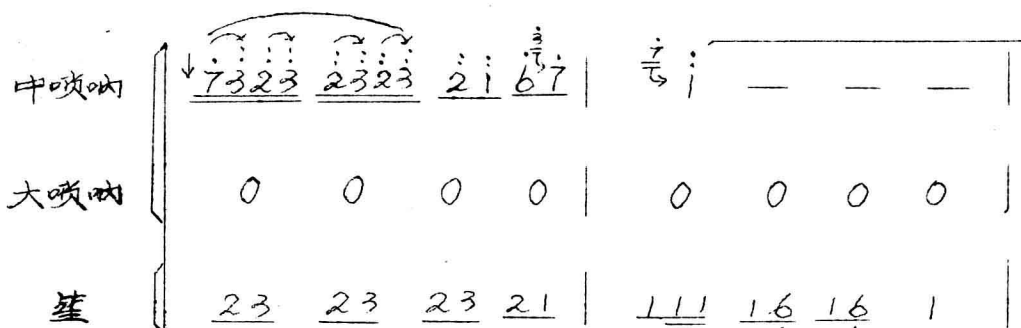 中唢呐 7323 2323 21 67 | 1 — — — |
大唢呐 0 0 0 0 | 0 0 0 0 |
笙 23 23 23 21 | 111 16 16 1 |